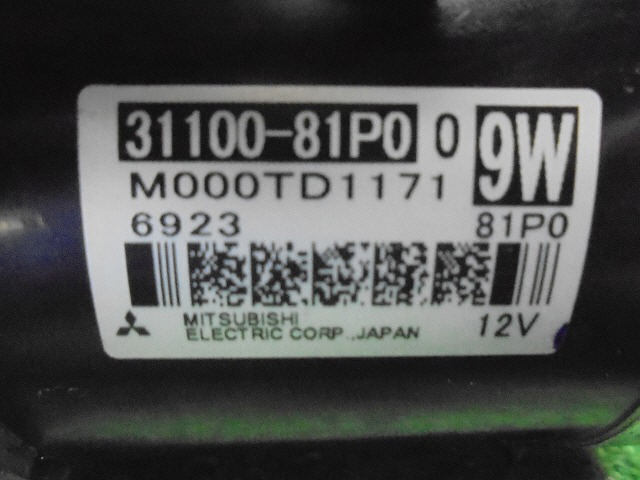 31100-81P0 0 9W
M000TD1171
6923 81P0
MITSUBISHI
ELECTRIC CORP., JAPAN 12V